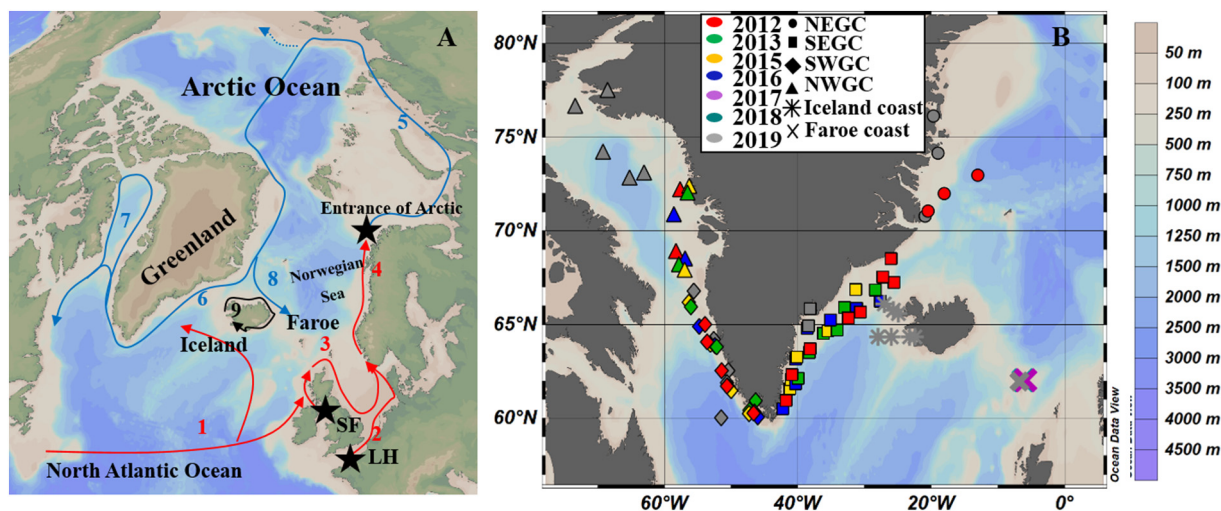 A
Arctic Ocean
5
Entrance of Arctic
7
Greenland
4
Norwegian
Sea
8
6
9
Faroe
Iceland
3
SF
1
2
LH
North Atlantic Ocean
B
80°N
75°N
70°N
65°N
60°N
60°W
40°W
20°W
0°
2012
2013
2015
2016
2017
2018
2019
NEGC
SEGC
SWGC
NWGC
Iceland coast
Faroe coast
Ocean Data View
50 m
100 m
250 m
500 m
750 m
1000 m
1250 m
1500 m
2000 m
2500 m
3000 m
3500 m
4000 m
4500 m